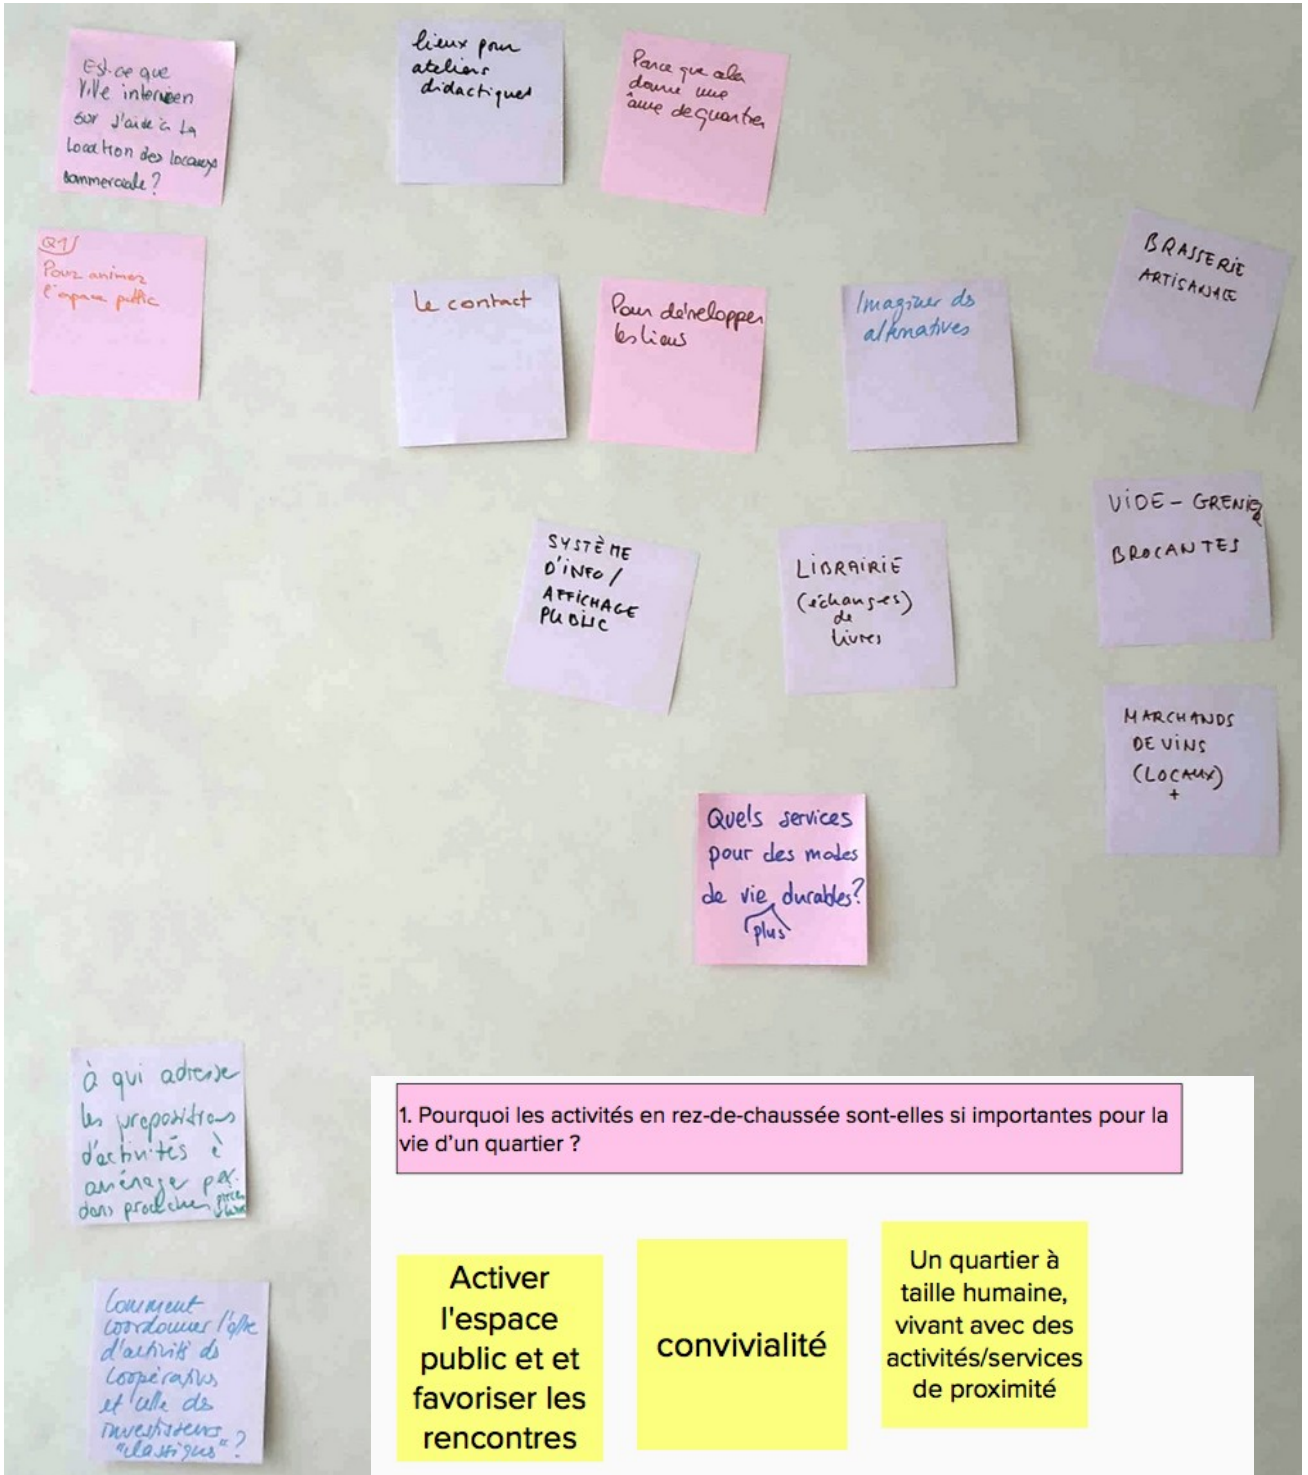 Est-ce que
Ville intervien
sur l'aide à la
location des locaux
commerciale ?
lieux pour
ateliers
didactiques
Parce que cela
donne une
âme de quartier
Q1/
Pour animer
l'espace public
Le contact
Pour développer
les liens
Imaginer ds
alternatives
BRASSERIE
ARTISANALE
SYSTÈME
D'INFO /
AFFICHAGE
PUBLIC
LIBRAIRIE
(échanges)
de
livres
VIDE - GRENIER
BROCANTES
MARCHANDS
DE VINS
(LOCAUX)
+
Quels services
pour des modes
de vie durables?
plus
à qui adresse
les propositions
d'activités à
aménager
dans prochaines
Comment
coordonner l'offre
d'activité ds
coopératives
et celle ds
investisseurs
"classiques" ?
1. Pourquoi les activités en rez-de-chaussée sont-elles si importantes pour la
vie d'un quartier ?
Activer
l'espace
public et et
favoriser les
rencontres
convivialité
Un quartier à
taille humaine,
vivant avec des
activités/services
de proximité